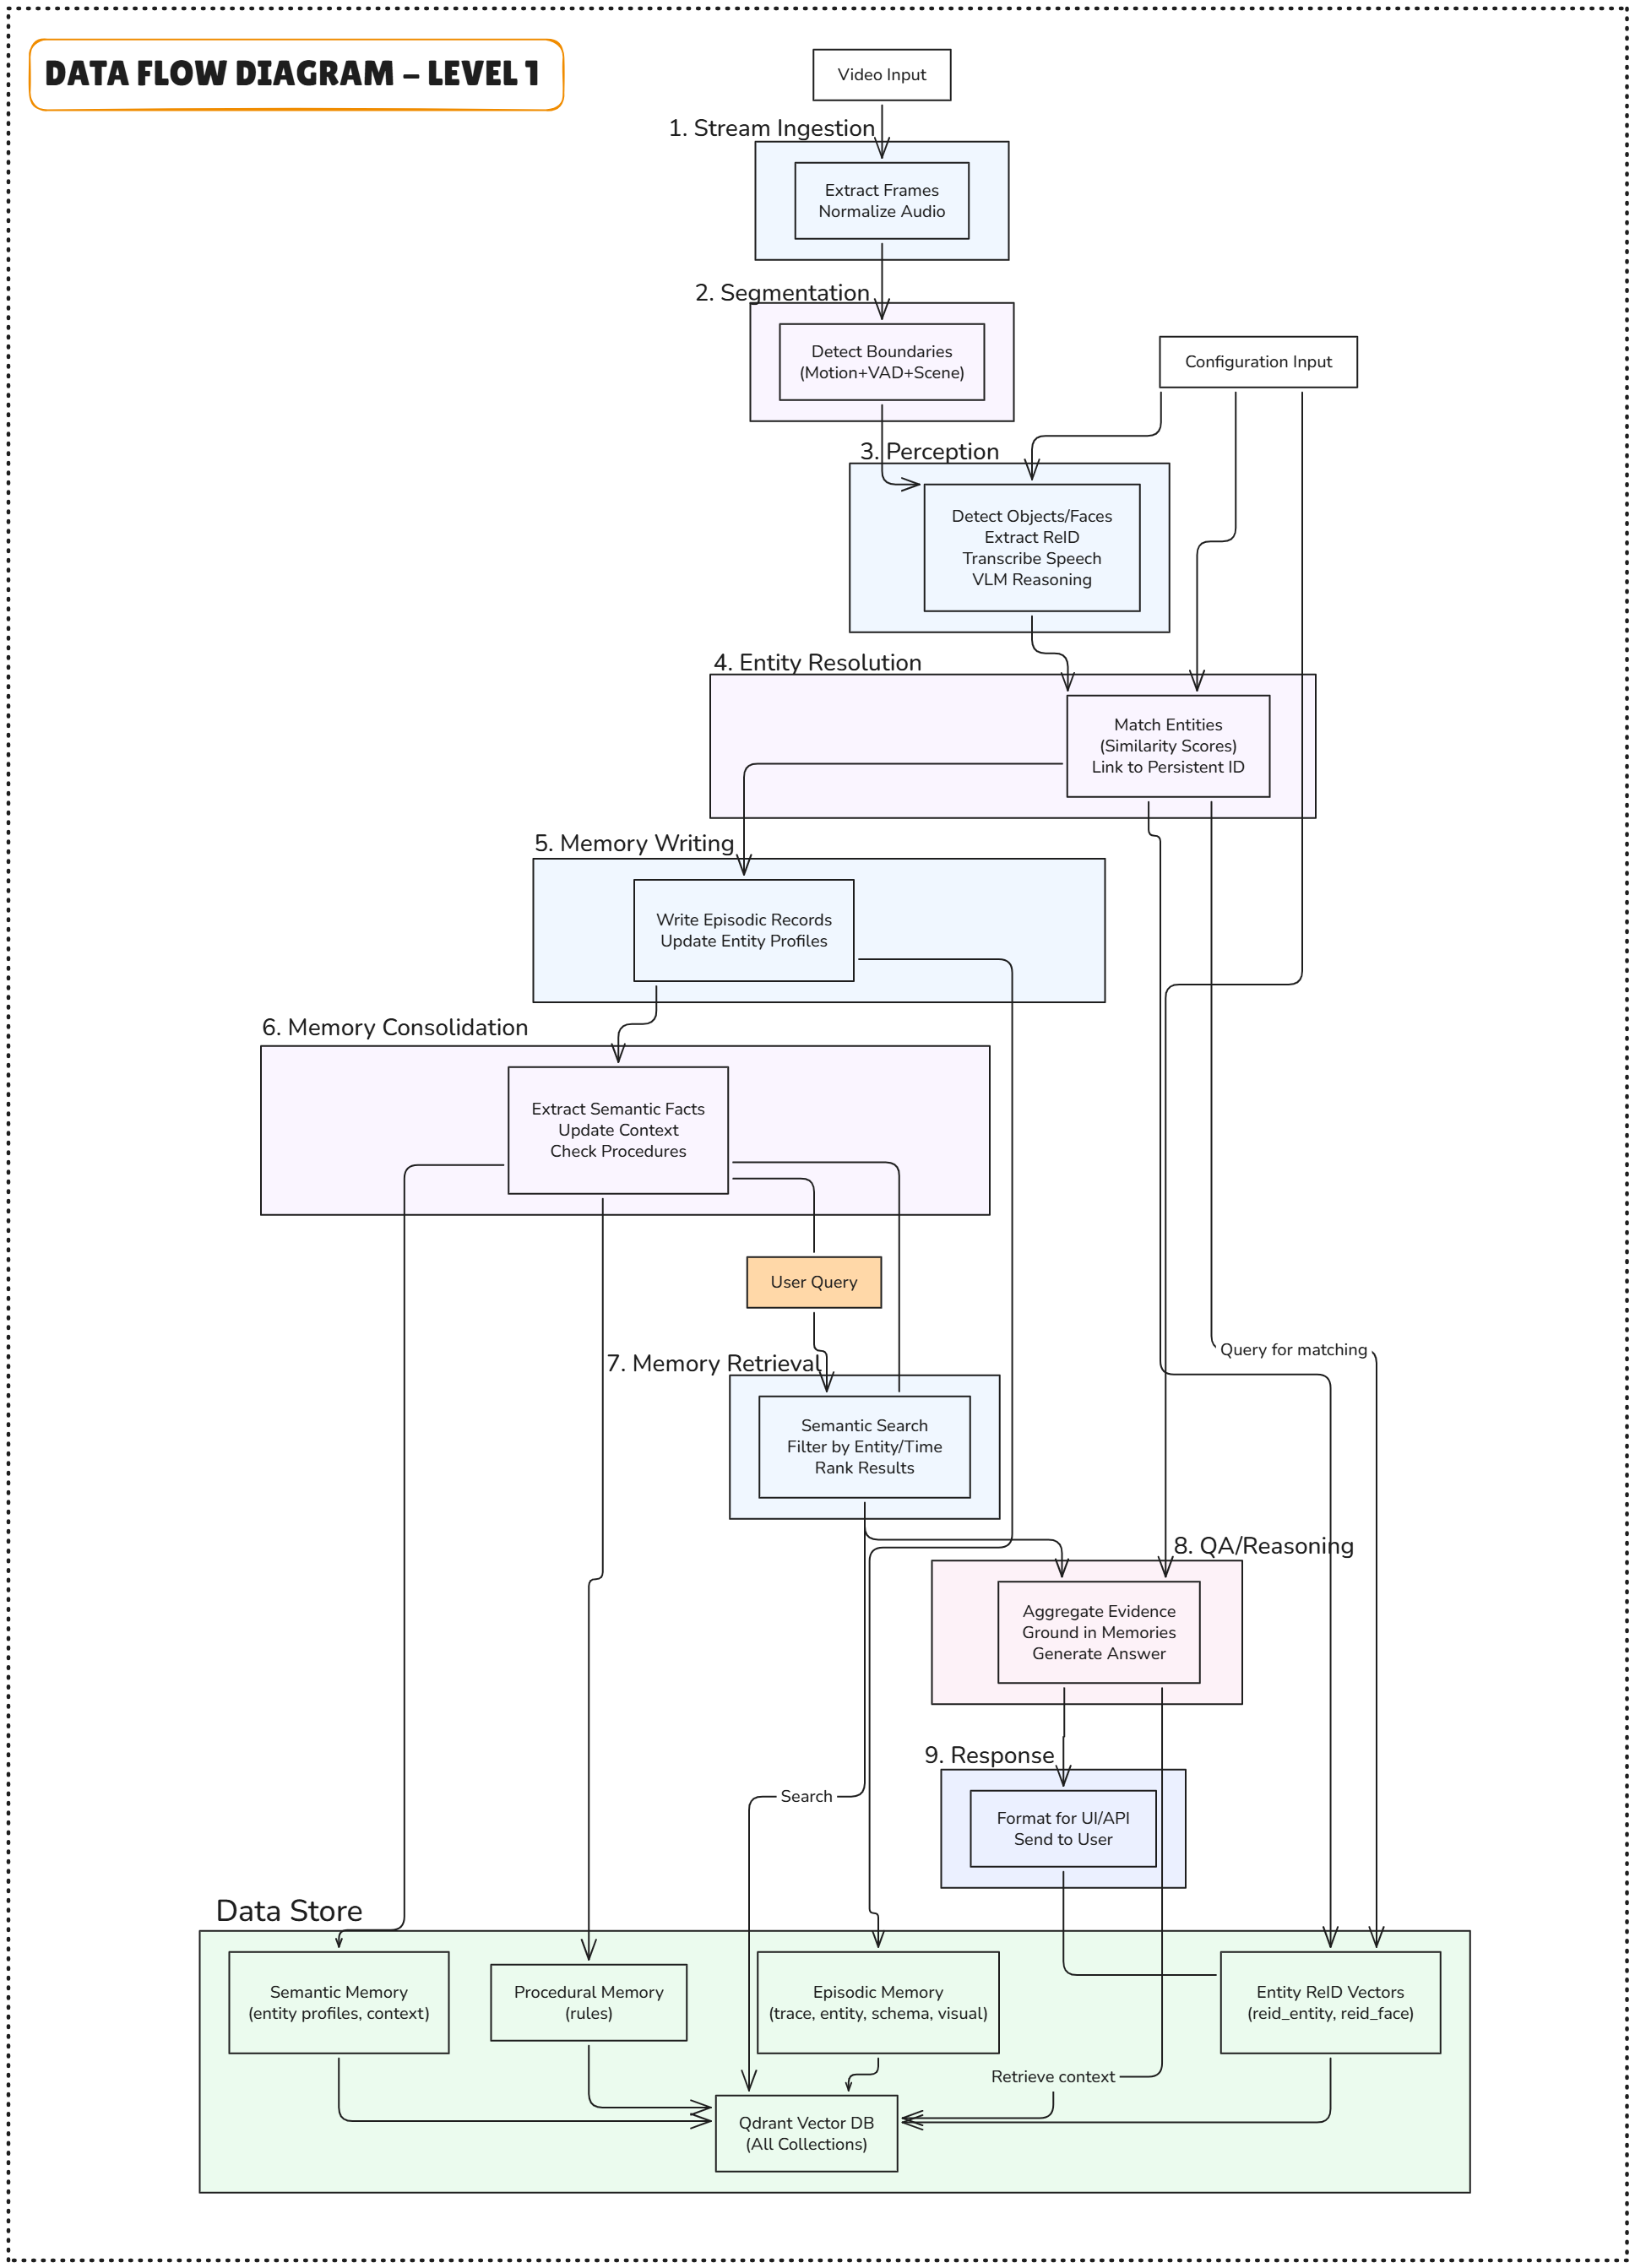 DATA FLOW DIAGRAM - LEVEL 1
Video Input
1. Stream Ingestion
Extract Frames
Normalize Audio
2. Segmentation
Detect Boundaries
(Motion+VAD+Scene)
Configuration Input
3. Perception
Detect Objects/Faces
Extract ReID
Transcribe Speech
VLM Reasoning
4. Entity Resolution
Match Entities
(Similarity Scores)
Link to Persistent ID
5. Memory Writing
Write Episodic Records
Update Entity Profiles
6. Memory Consolidation
Extract Semantic Facts
Update Context
Check Procedures
User Query
Query for matching
7. Memory Retrieval
Semantic Search
Filter by Entity/Time
Rank Results
8. QA/Reasoning
Aggregate Evidence
Ground in Memories
Generate Answer
9. Response
Search
Format for UI/API
Send to User
Data Store
Semantic Memory
(entity profiles, context)
Procedural Memory
(rules)
Episodic Memory
(trace, entity, schema, visual)
Entity ReID Vectors
(reid_entity, reid_face)
Retrieve context
Qdrant Vector DB
(All Collections)